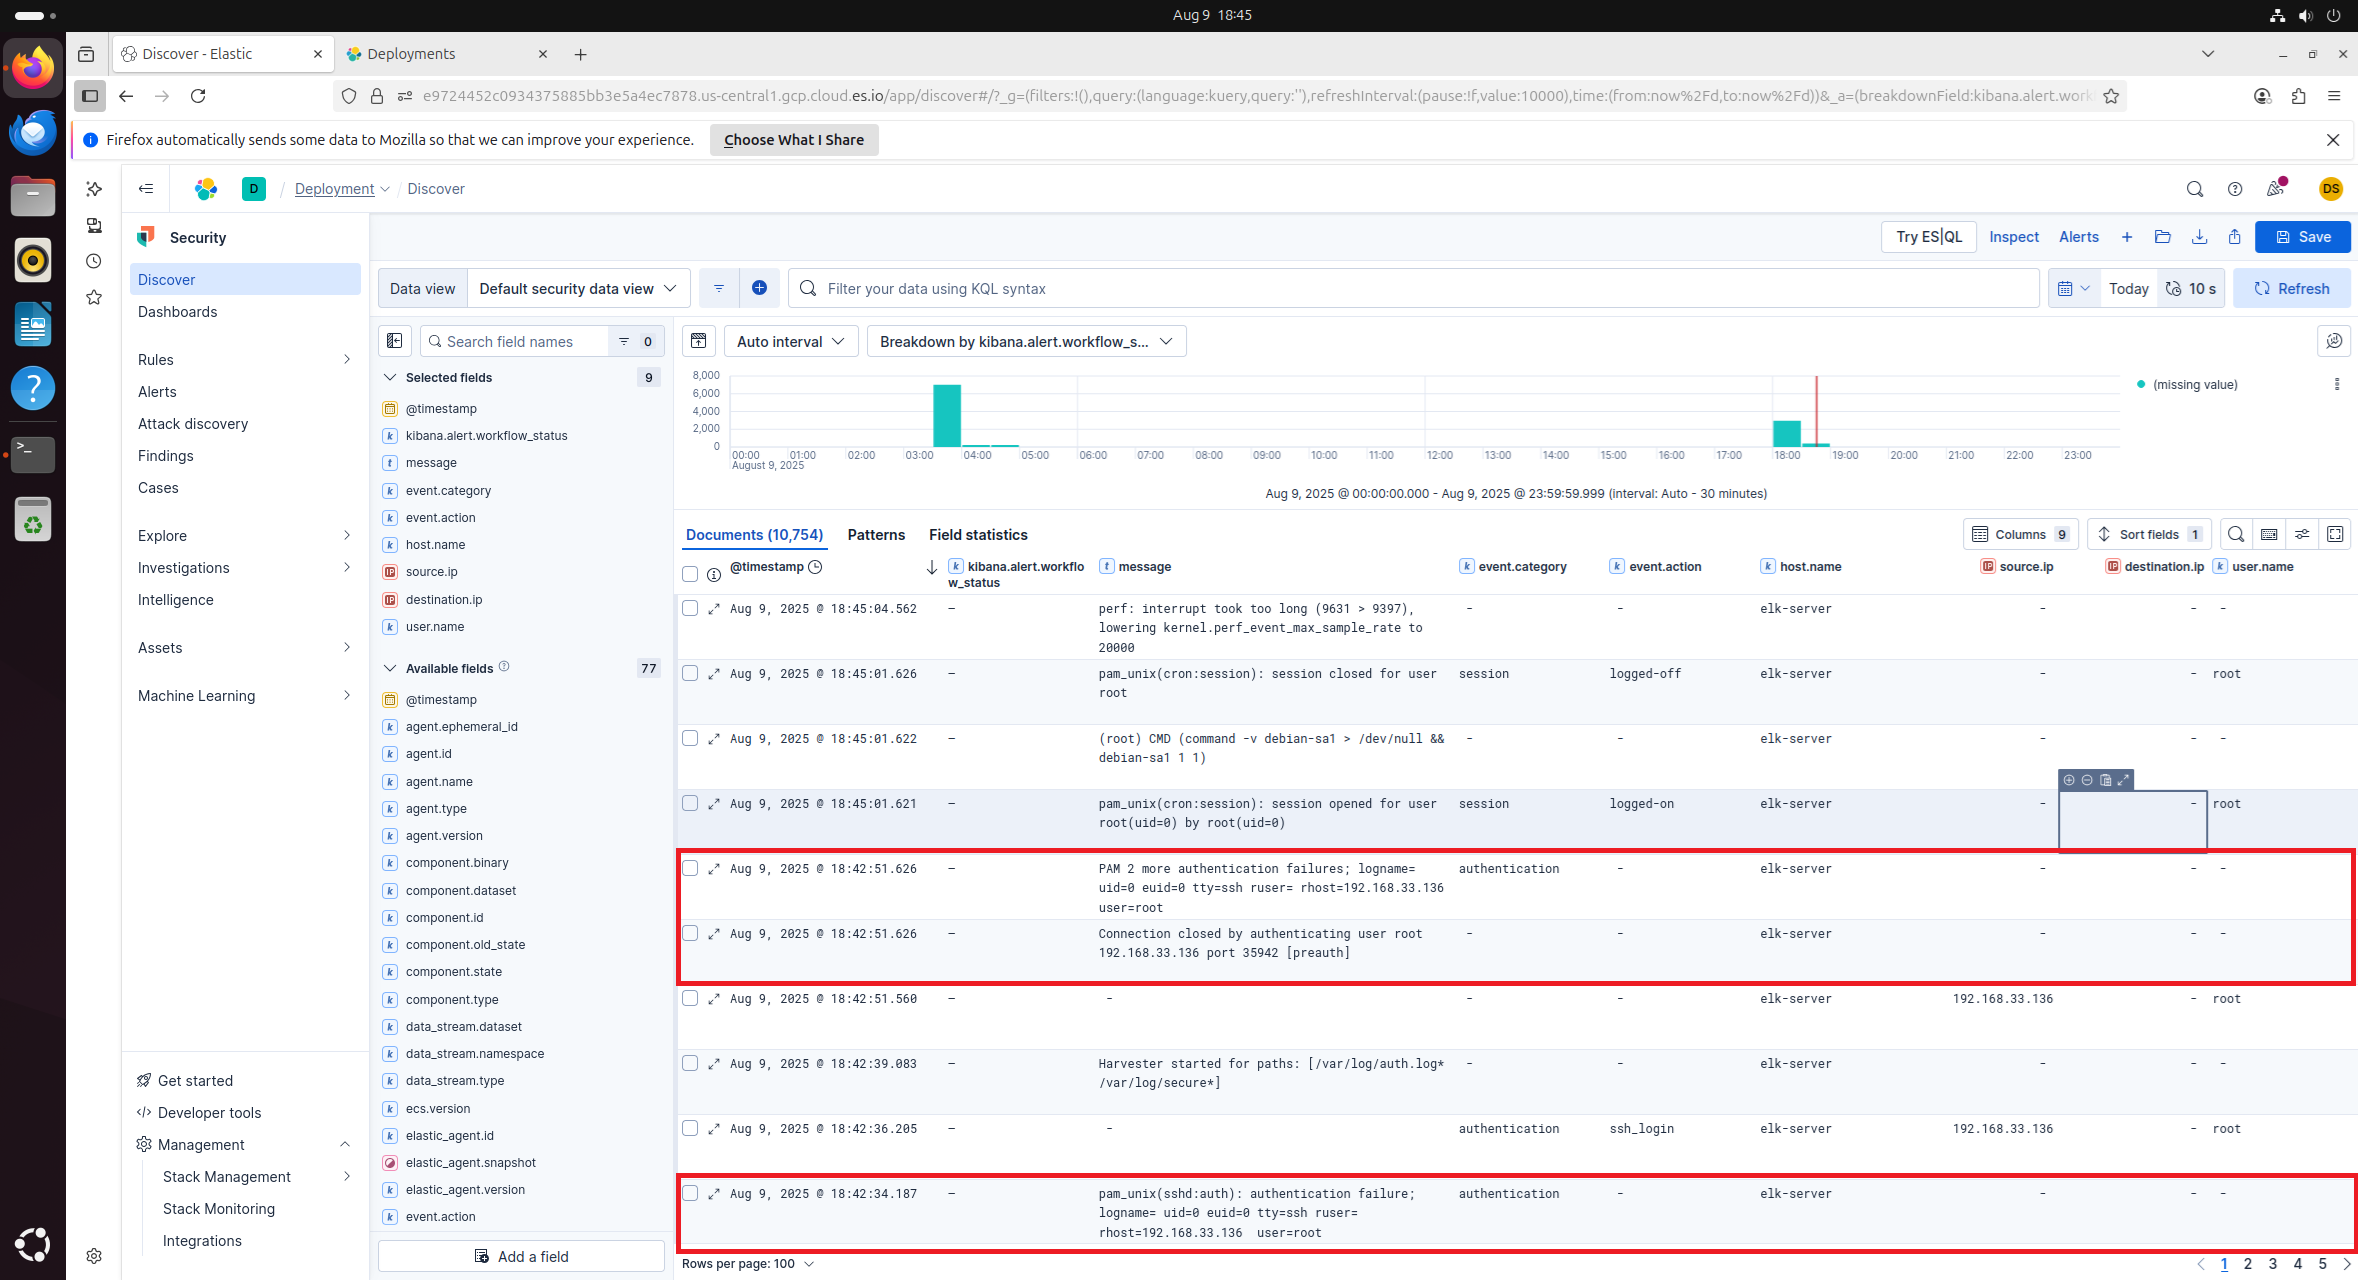 Aug 9 18:45
Discover - Elastic
Deployments
e9724452c0934375885bb3e5a4ec7878.us-central1.gcp.cloud.es.io/app/discover#/?_g=(filters:!(),query:(language:kuery,query:''),refreshInterval:(pause:!f,value:10000),time:(from:now%2Fd,to:now%2Fd))&_a=(breakdownField:kibana.alert.work
Firefox automatically sends some data to Mozilla so that we can improve your experience.
Choose What I Share
D / Deployment / Discover
DS
Security
Discover
Dashboards
Rules
Alerts
Attack discovery
Findings
Cases
Explore
Investigations
Intelligence
Assets
Machine Learning
Get started
Developer tools
Management
Stack Management
Stack Monitoring
Integrations
Try ES|QL
Inspect
Alerts
Save
Data view
Default security data view
Filter your data using KQL syntax
Today
10 s
Refresh
Search field names
0
Selected fields 9
@timestamp
kibana.alert.workflow_status
message
event.category
event.action
host.name
source.ip
destination.ip
user.name
Available fields 77
@timestamp
agent.ephemeral_id
agent.id
agent.name
agent.type
agent.version
component.binary
component.dataset
component.id
component.old_state
component.state
component.type
data_stream.dataset
data_stream.namespace
data_stream.type
ecs.version
elastic_agent.id
elastic_agent.snapshot
elastic_agent.version
event.action
Add a field
Auto interval
Breakdown by kibana.alert.workflow_s...
8,000
6,000
4,000
2,000
0
00:00 01:00 02:00 03:00 04:00 05:00 06:00 07:00 08:00 09:00 10:00 11:00 12:00 13:00 14:00 15:00 16:00 17:00 18:00 19:00 20:00 21:00 22:00 23:00
August 9, 2025
(missing value)
Aug 9, 2025 @ 00:00:00.000 - Aug 9, 2025 @ 23:59:59.999 (interval: Auto - 30 minutes)
Documents (10,754)
Patterns
Field statistics
Columns 9
Sort fields 1
@timestamp kibana.alert.workflo message event.category event.action host.name source.ip destination.ip user.name
w_status
Aug 9, 2025 @ 18:45:04.562 – perf: interrupt took too long (9631 > 9397), - - elk-server - - -
lowering kernel.perf_event_max_sample_rate to
20000
Aug 9, 2025 @ 18:45:01.626 – pam_unix(cron:session): session closed for user session logged-off elk-server - - root
root
Aug 9, 2025 @ 18:45:01.622 – (root) CMD (command -v debian-sa1 > /dev/null && - - elk-server - - -
debian-sa1 1 1)
Aug 9, 2025 @ 18:45:01.621 – pam_unix(cron:session): session opened for user session logged-on elk-server - - root
root(uid=0) by root(uid=0)
Aug 9, 2025 @ 18:42:51.626 – PAM 2 more authentication failures; logname= authentication - elk-server - - -
uid=0 euid=0 tty=ssh ruser= rhost=192.168.33.136
user=root
Aug 9, 2025 @ 18:42:51.626 – Connection closed by authenticating user root - - elk-server - - -
192.168.33.136 port 35942 [preauth]
Aug 9, 2025 @ 18:42:51.560 – - - - elk-server 192.168.33.136 - root
Aug 9, 2025 @ 18:42:39.083 – Harvester started for paths: [/var/log/auth.log* - - elk-server - - -
/var/log/secure*]
Aug 9, 2025 @ 18:42:36.205 – - authentication ssh_login elk-server 192.168.33.136 - root
Aug 9, 2025 @ 18:42:34.187 – pam_unix(sshd:auth): authentication failure; authentication - elk-server - - -
logname= uid=0 euid=0 tty=ssh ruser=
rhost=192.168.33.136 user=root
Rows per page: 100
1 2 3 4 5